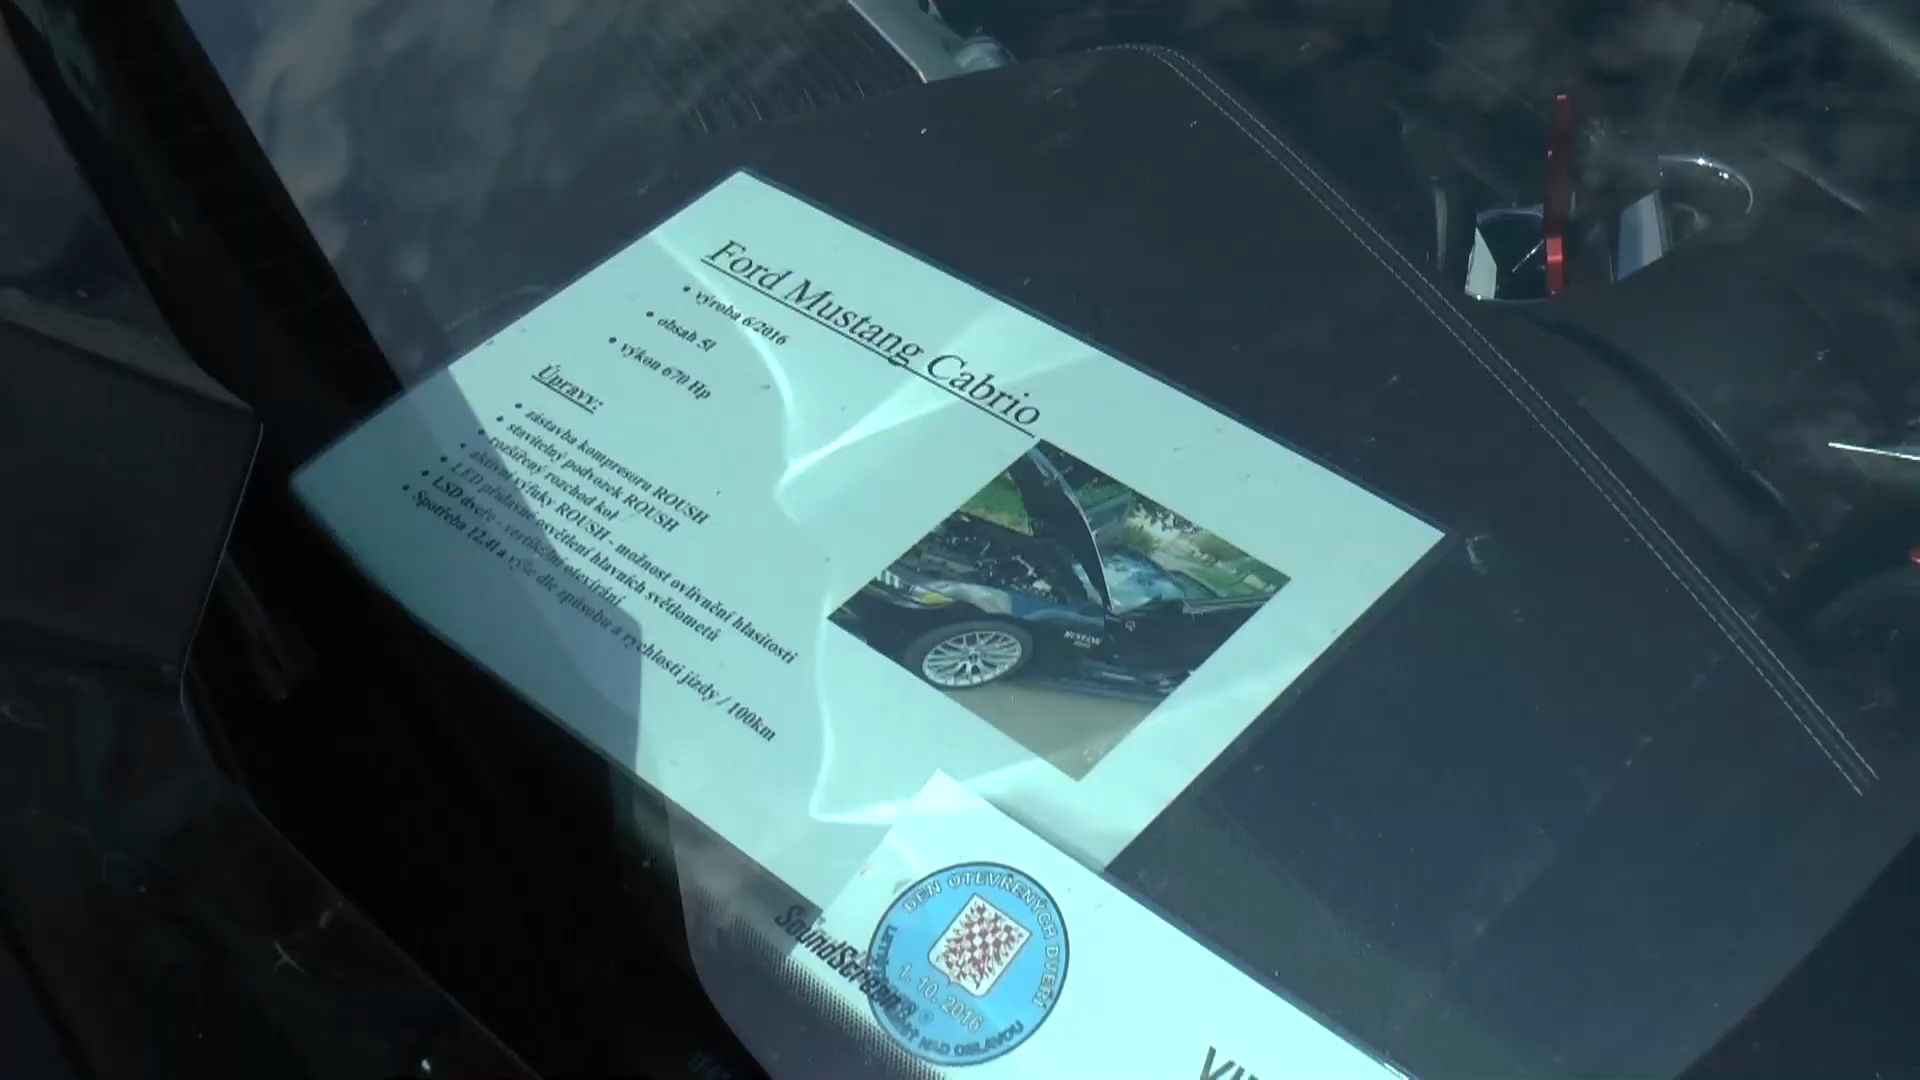 Ford Mustang Cabrio
• výroba 6/2016
• obsah 5l
• výkon 670 Hp
Úpravy:
• zástavba kompresoru ROUSH
• stavitelný podvozek ROUSH
• rozšířený rozchod kol
• aktivní výfuky ROUSH - možnost ovlivnění hlasitosti
• LED přídavné osvětlení hlavních světlometů
• LSD dveře - vertikální otevírání
• Spotřeba 12,4l a výše dle způsobu a rychlosti jízdy / 100km
SoundScreen
DEN OTEVŘENÝCH DVEŘÍ
1. 10. 2016
NAD OSLAVOU